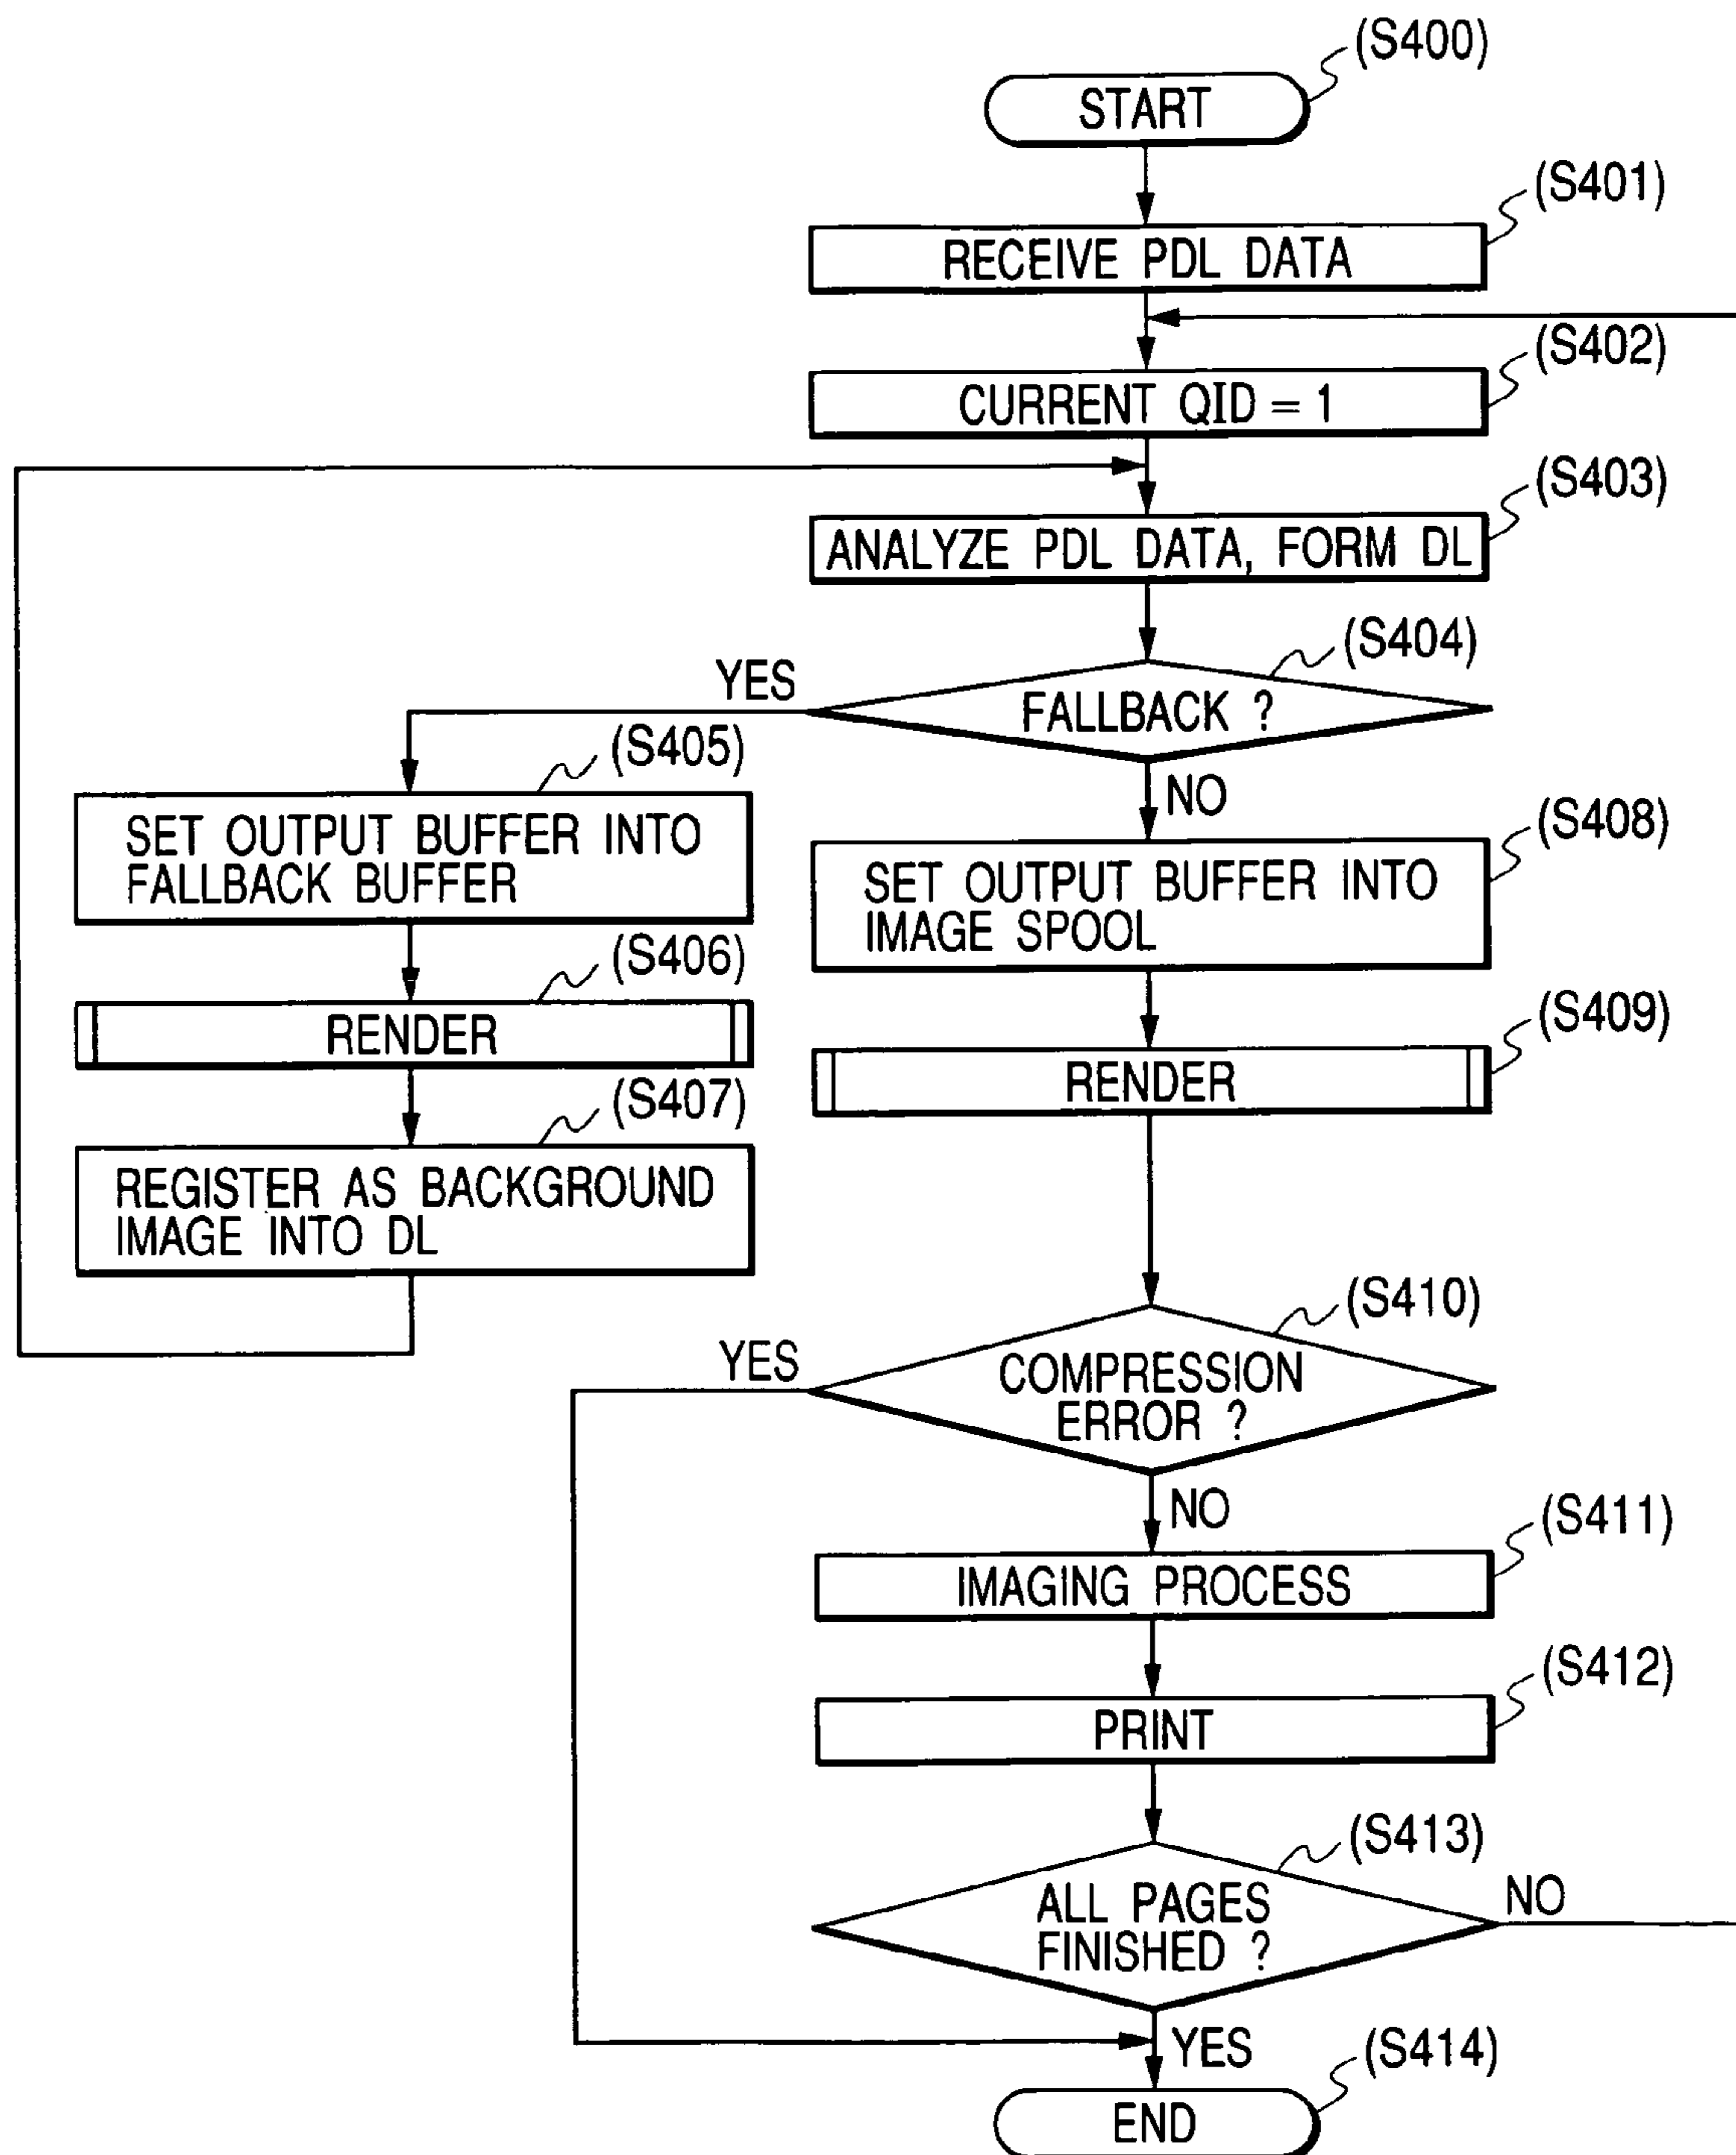 (S400)
START
(S401)
RECEIVE PDL DATA
(S402)
CURRENT QID = 1
(S403)
ANALYZE PDL DATA, FORM DL
(S404)
YES
FALLBACK ?
(S405)
SET OUTPUT BUFFER INTO
FALLBACK BUFFER
(S406)
RENDER
(S407)
REGISTER AS BACKGROUND
IMAGE INTO DL
NO
(S408)
SET OUTPUT BUFFER INTO
IMAGE SPOOL
(S409)
RENDER
(S410)
YES
COMPRESSION
ERROR ?
NO
(S411)
IMAGING PROCESS
(S412)
PRINT
(S413)
ALL PAGES
FINISHED ?
NO
YES
(S414)
END